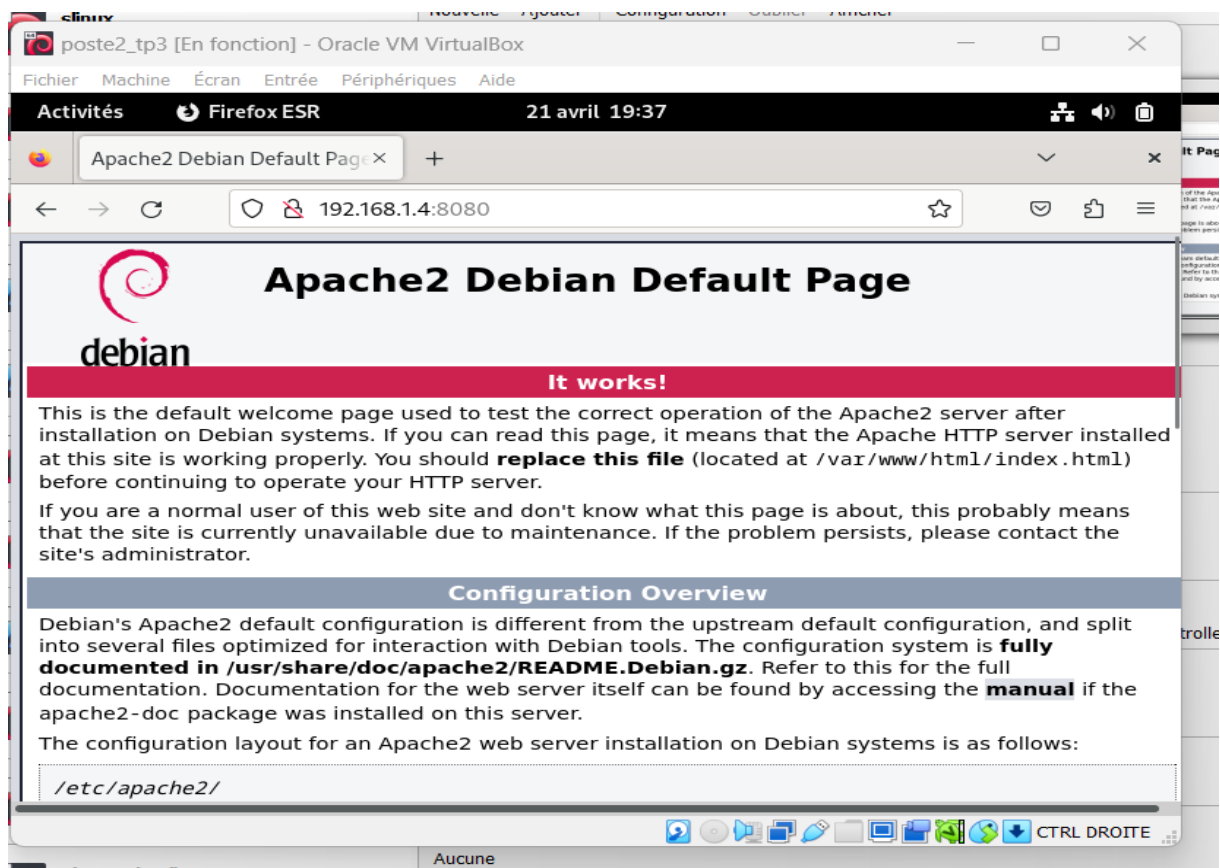 slinux
Nouvelle Ajouter Configuration Oublier Afficher
poste2_tp3 [En fonction] - Oracle VM VirtualBox
Fichier Machine Écran Entrée Périphériques Aide
Activités Firefox ESR 21 avril 19:37
Apache2 Debian Default Page
192.168.1.4:8080
Apache2 Debian Default Page
debian
It works!
This is the default welcome page used to test the correct operation of the Apache2 server after
installation on Debian systems. If you can read this page, it means that the Apache HTTP server installed
at this site is working properly. You should replace this file (located at /var/www/html/index.html)
before continuing to operate your HTTP server.
If you are a normal user of this web site and don't know what this page is about, this probably means
that the site is currently unavailable due to maintenance. If the problem persists, please contact the
site's administrator.
Configuration Overview
Debian's Apache2 default configuration is different from the upstream default configuration, and split
into several files optimized for interaction with Debian tools. The configuration system is fully
documented in /usr/share/doc/apache2/README.Debian.gz. Refer to this for the full
documentation. Documentation for the web server itself can be found by accessing the manual if the
apache2-doc package was installed on this server.
The configuration layout for an Apache2 web server installation on Debian systems is as follows:
/etc/apache2/
CTRL DROITE
It Pag
trolle
Aucune